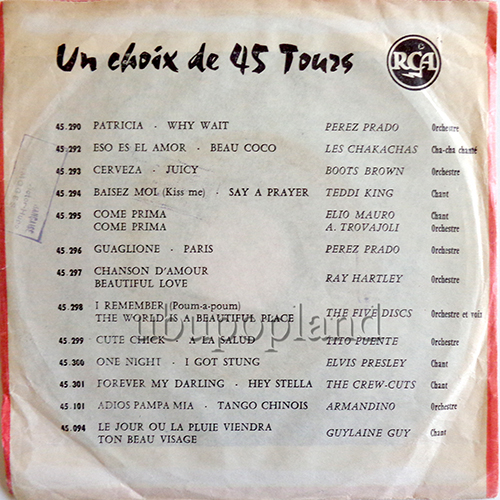 Un choix de 45 Tours RCA
45.290 PATRICIA - WHY WAIT PEREZ PRADO Orchestre
45.292 ESO ES EL AMOR - BEAU COCO LES CHAKACHAS Cha-cha chanté
45.293 CERVEZA - JUICY BOOTS BROWN Orchestre
45.294 BAISEZ MOI (Kiss me) - SAY A PRAYER TEDDI KING Chant
45.295 COME PRIMA ELIO MAURO Chant
COME PRIMA A. TROVAJOLI Orchestre
45.296 GUAGLIONE - PARIS PEREZ PRADO Orchestre
45.297 CHANSON D'AMOUR
BEAUTIFUL LOVE RAY HARTLEY Orchestre
45.298 I REMEMBER (Poum-a-poum)
THE WORLD IS A BEAUTIFUL PLACE THE FIVE DISCS Orchestre et voix
ubupopland
45.299 CUTE CHICK - A LA SALUD TITO PUENTE Orchestre
45.300 ONE NIGHT - I GOT STUNG ELVIS PRESLEY Chant
45.301 FOREVER MY DARLING - HEY STELLA THE CREW-CUTS Chant
45.101 ADIOS PAMPA MIA - TANGO CHINOIS ARMANDINO Orchestre
45.094 LE JOUR OU LA PLUIE VIENDRA
TON BEAU VISAGE GUYLAINE GUY Chant